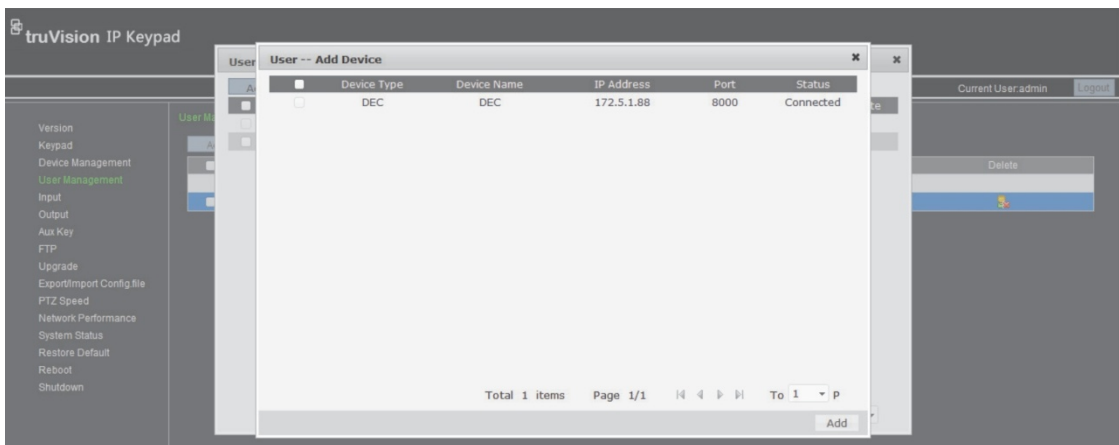 truVision IP Keypad
Current User:admin
Logout
Version
Keypad
Device Management
User Management
Input
Output
Aux Key
FTP
Upgrade
Export/Import Config.file
PTZ Speed
Network Performance
System Status
Restore Default
Reboot
Shutdown
User Ma
User
User -- Add Device
Device Type Device Name IP Address Port Status
DEC DEC 172.5.1.88 8000 Connected
Total 1 items Page 1/1 To 1 P
Add
Delete